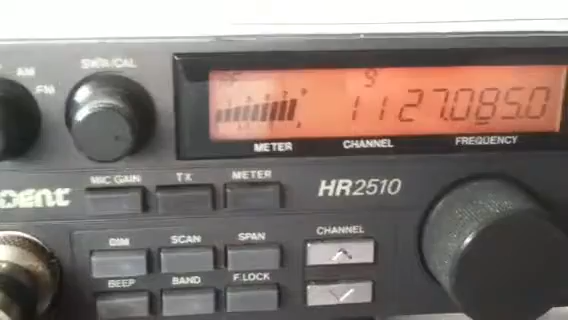 SWR/CAL
AM
FM
11 27.085.0
METER CHANNEL FREQUENCY
MIC GAIN TX METER
HR2510
DIM SCAN SPAN CHANNEL
BEEP BAND F.LOCK